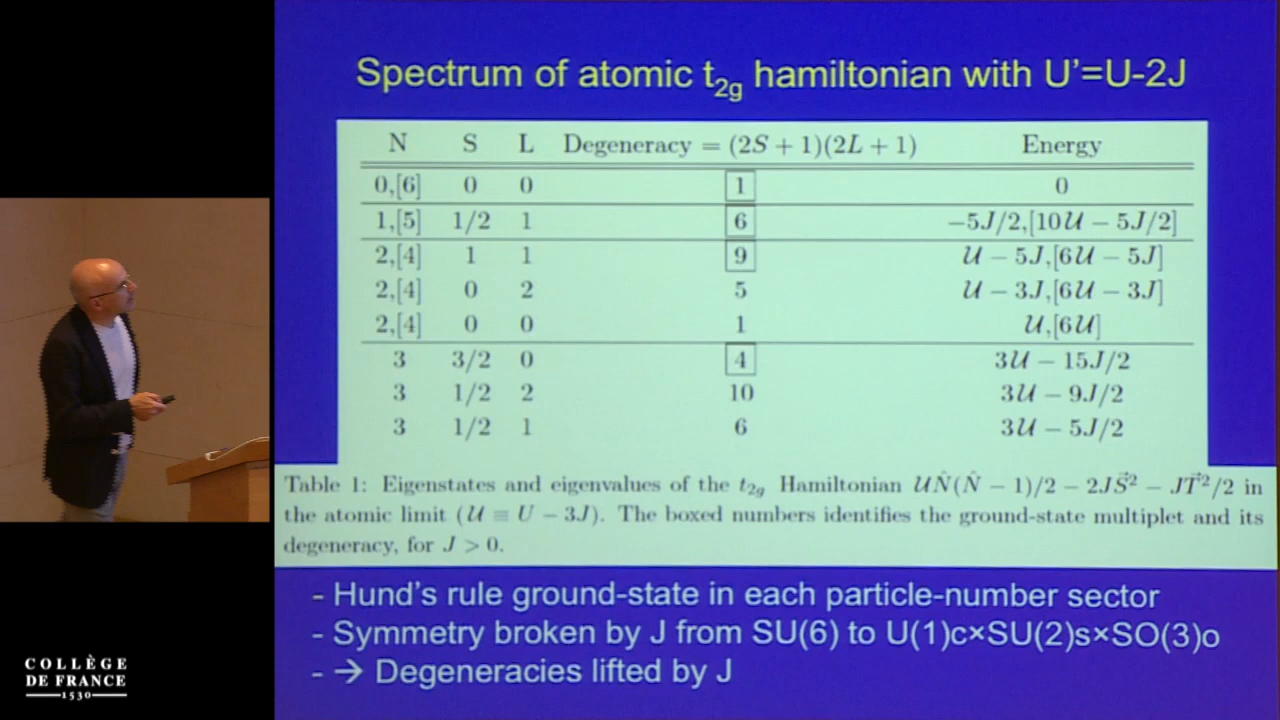 Spectrum of atomic t2g hamiltonian with U'=U-2J
N S L Degeneracy = (2S + 1)(2L + 1) Energy
0,[6] 0 0 1 0
1,[5] 1/2 1 6 −5J/2,[10𝒰 − 5J/2]
2,[4] 1 1 9 𝒰 − 5J,[6𝒰 − 5J]
2,[4] 0 2 5 𝒰 − 3J,[6𝒰 − 3J]
2,[4] 0 0 1 𝒰,[6𝒰]
3 3/2 0 4 3𝒰 − 15J/2
3 1/2 2 10 3𝒰 − 9J/2
3 1/2 1 6 3𝒰 − 5J/2
Table 1: Eigenstates and eigenvalues of the t2g Hamiltonian 𝒰N̂(N̂ − 1)/2 − 2JS⃗² − JT⃗²/2 in
the atomic limit (𝒰 ≡ U − 3J). The boxed numbers identifies the ground-state multiplet and its
degeneracy, for J > 0.
- Hund's rule ground-state in each particle-number sector
- Symmetry broken by J from SU(6) to U(1)c×SU(2)s×SO(3)o
- → Degeneracies lifted by J
COLLÈGE
DE FRANCE
1530